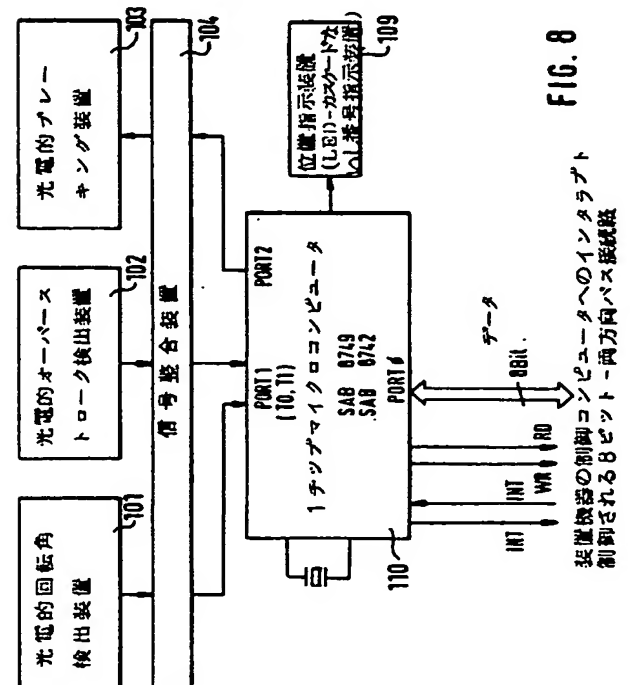 光電的回転角
検出装置
101
光電的オーバース
トローク検出装置
102
光電的ブレー
キング装置
103
信号整合装置
104
PORT1
(T0,T1)
PORT2
1チップマイクロコンピュータ
SAB 8749
SAB 8742
PORTø
110
位置指示装置
(LED-カスケードな
いし番号指示装置)
109
INT
INT
WR
RD
8Bit.
データ
装置機器の制御コンピュータへのインタラプト
制御される8ビット-両方向バス接続路
FIG. 8